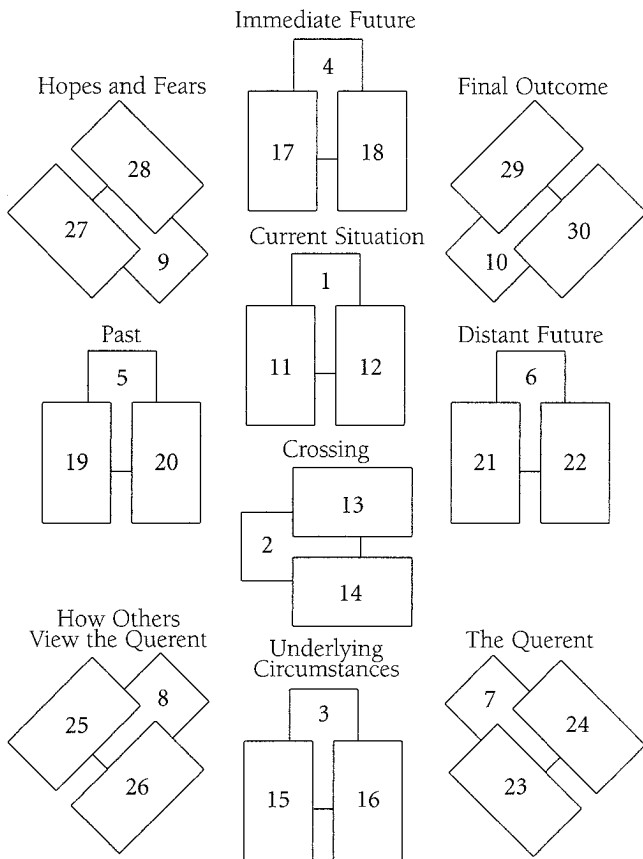 Immediate Future
4
17 18
Hopes and Fears
28
27
9
Final Outcome
29
30
10
Current Situation
1
11 12
Past
5
19 20
Distant Future
6
21 22
Crossing
13
2
14
How Others
View the Querent
8
25
26
Underlying
Circumstances
3
15 16
The Querent
7
24
23